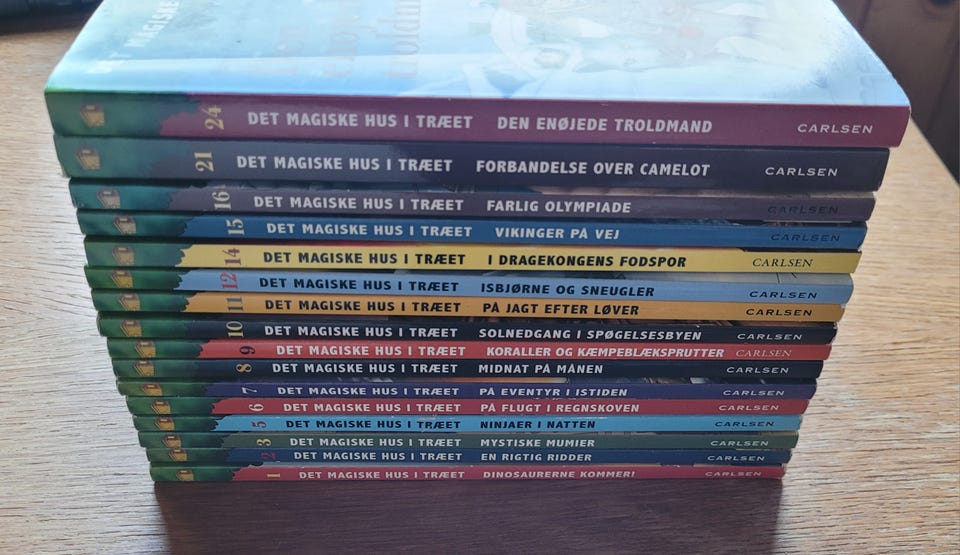 DET MAGISKE
24 DET MAGISKE HUS I TRÆET DEN ENØJEDE TROLDMAND CARLSEN
21 DET MAGISKE HUS I TRÆET FORBANDELSE OVER CAMELOT CARLSEN
16 DET MAGISKE HUS I TRÆET FARLIG OLYMPIADE CARLSEN
15 DET MAGISKE HUS I TRÆET VIKINGER PÅ VEJ CARLSEN
14 DET MAGISKE HUS I TRÆET I DRAGEKONGENS FODSPOR CARLSEN
12 DET MAGISKE HUS I TRÆET ISBJØRNE OG SNEUGLER CARLSEN
11 DET MAGISKE HUS I TRÆET PÅ JAGT EFTER LØVER CARLSEN
10 DET MAGISKE HUS I TRÆET SOLNEDGANG I SPØGELSESBYEN CARLSEN
9 DET MAGISKE HUS I TRÆET KORALLER OG KÆMPEBLÆKSPRUTTER CARLSEN
8 DET MAGISKE HUS I TRÆET MIDNAT PÅ MÅNEN CARLSEN
7 DET MAGISKE HUS I TRÆET PÅ EVENTYR I ISTIDEN CARLSEN
6 DET MAGISKE HUS I TRÆET PÅ FLUGT I REGNSKOVEN CARLSEN
5 DET MAGISKE HUS I TRÆET NINJAER I NATTEN CARLSEN
3 DET MAGISKE HUS I TRÆET MYSTISKE MUMIER CARLSEN
2 DET MAGISKE HUS I TRÆET EN RIGTIG RIDDER CARLSEN
1 DET MAGISKE HUS I TRÆET DINOSAURERNE KOMMER! CARLSEN